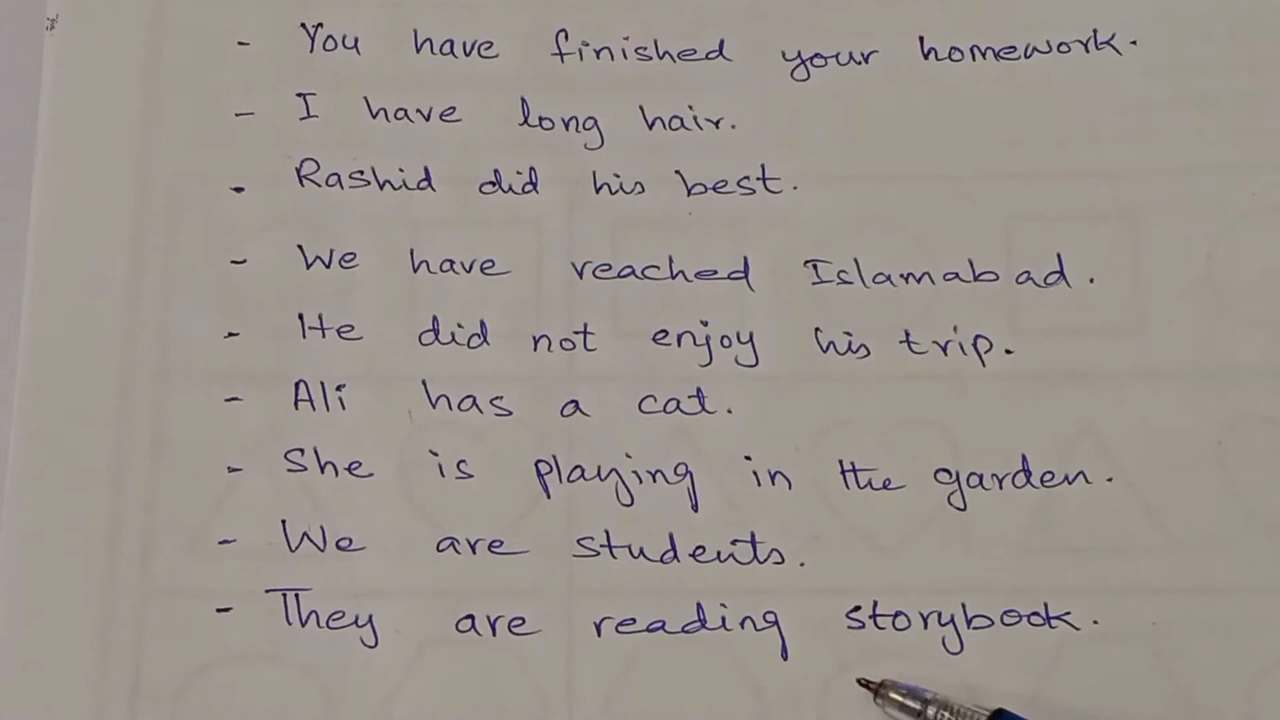 - You have finished your homework.
- I have long hair.
- Rashid did his best.
- We have reached Islamabad.
- He did not enjoy his trip.
- Ali has a cat.
- She is playing in the garden.
- We are students.
- They are reading storybook.